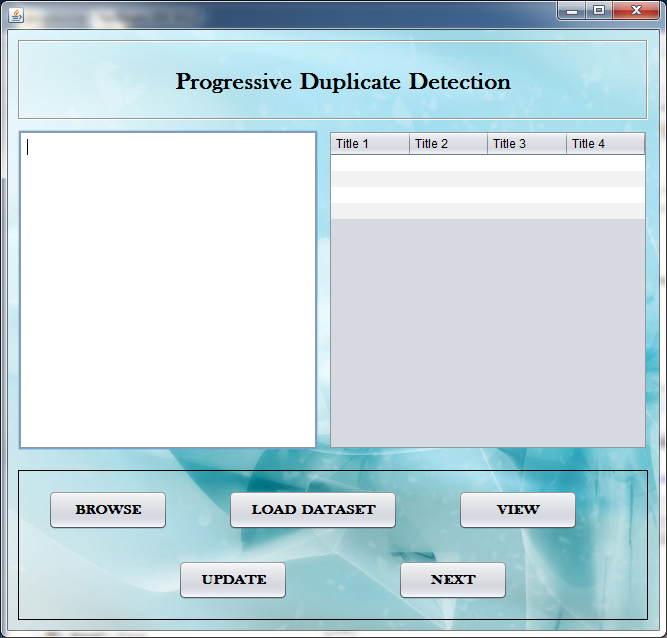 Progressive Duplicate Detection
Title 1 Title 2 Title 3 Title 4
BROWSE LOAD DATASET VIEW
UPDATE NEXT